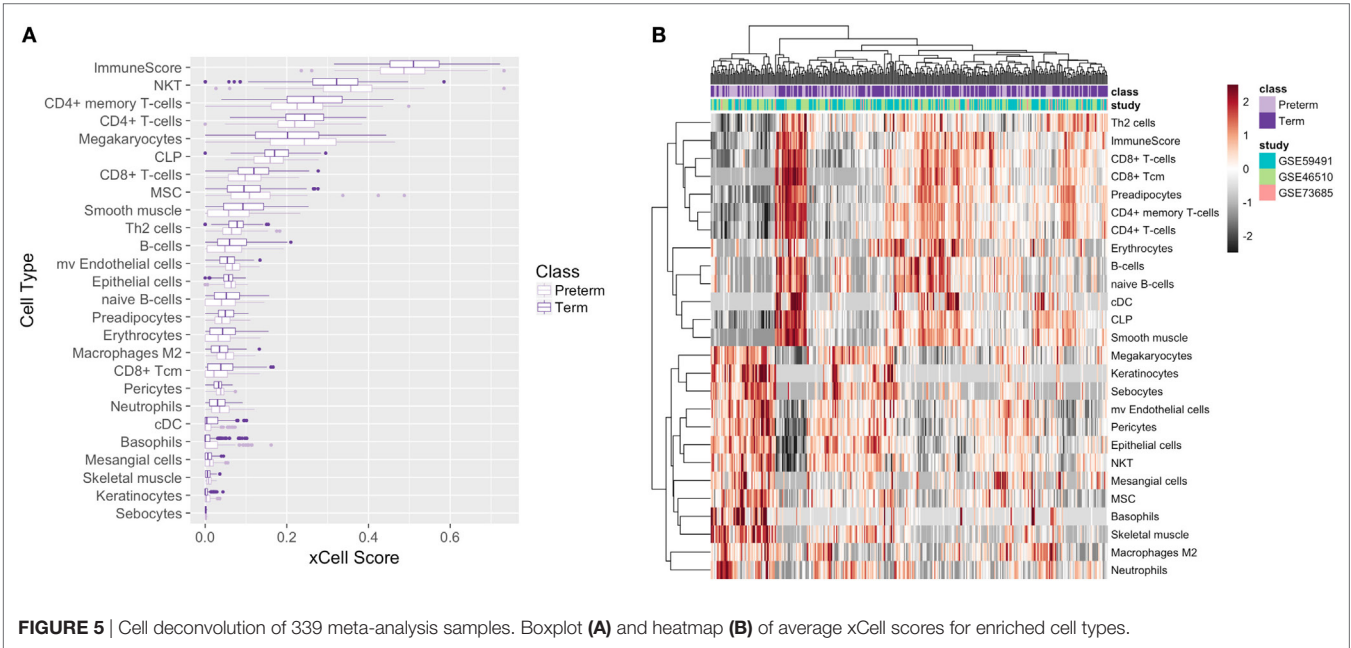 A
Cell Type
ImmuneScore
NKT
CD4+ memory T-cells
CD4+ T-cells
Megakaryocytes
CLP
CD8+ T-cells
MSC
Smooth muscle
Th2 cells
B-cells
mv Endothelial cells
Epithelial cells
naive B-cells
Preadipocytes
Erythrocytes
Macrophages M2
CD8+ Tcm
Pericytes
Neutrophils
cDC
Basophils
Mesangial cells
Skeletal muscle
Keratinocytes
Sebocytes
0.0 0.2 0.4 0.6
xCell Score
Class
Preterm
Term
B
class
study
Th2 cells
ImmuneScore
CD8+ T-cells
CD8+ Tcm
Preadipocytes
CD4+ memory T-cells
CD4+ T-cells
Erythrocytes
B-cells
naive B-cells
cDC
CLP
Smooth muscle
Megakaryocytes
Keratinocytes
Sebocytes
mv Endothelial cells
Pericytes
Epithelial cells
NKT
Mesangial cells
MSC
Basophils
Skeletal muscle
Macrophages M2
Neutrophils
2
1
0
-1
-2
class
Preterm
Term
study
GSE59491
GSE46510
GSE73685
FIGURE 5 | Cell deconvolution of 339 meta-analysis samples. Boxplot (A) and heatmap (B) of average xCell scores for enriched cell types.